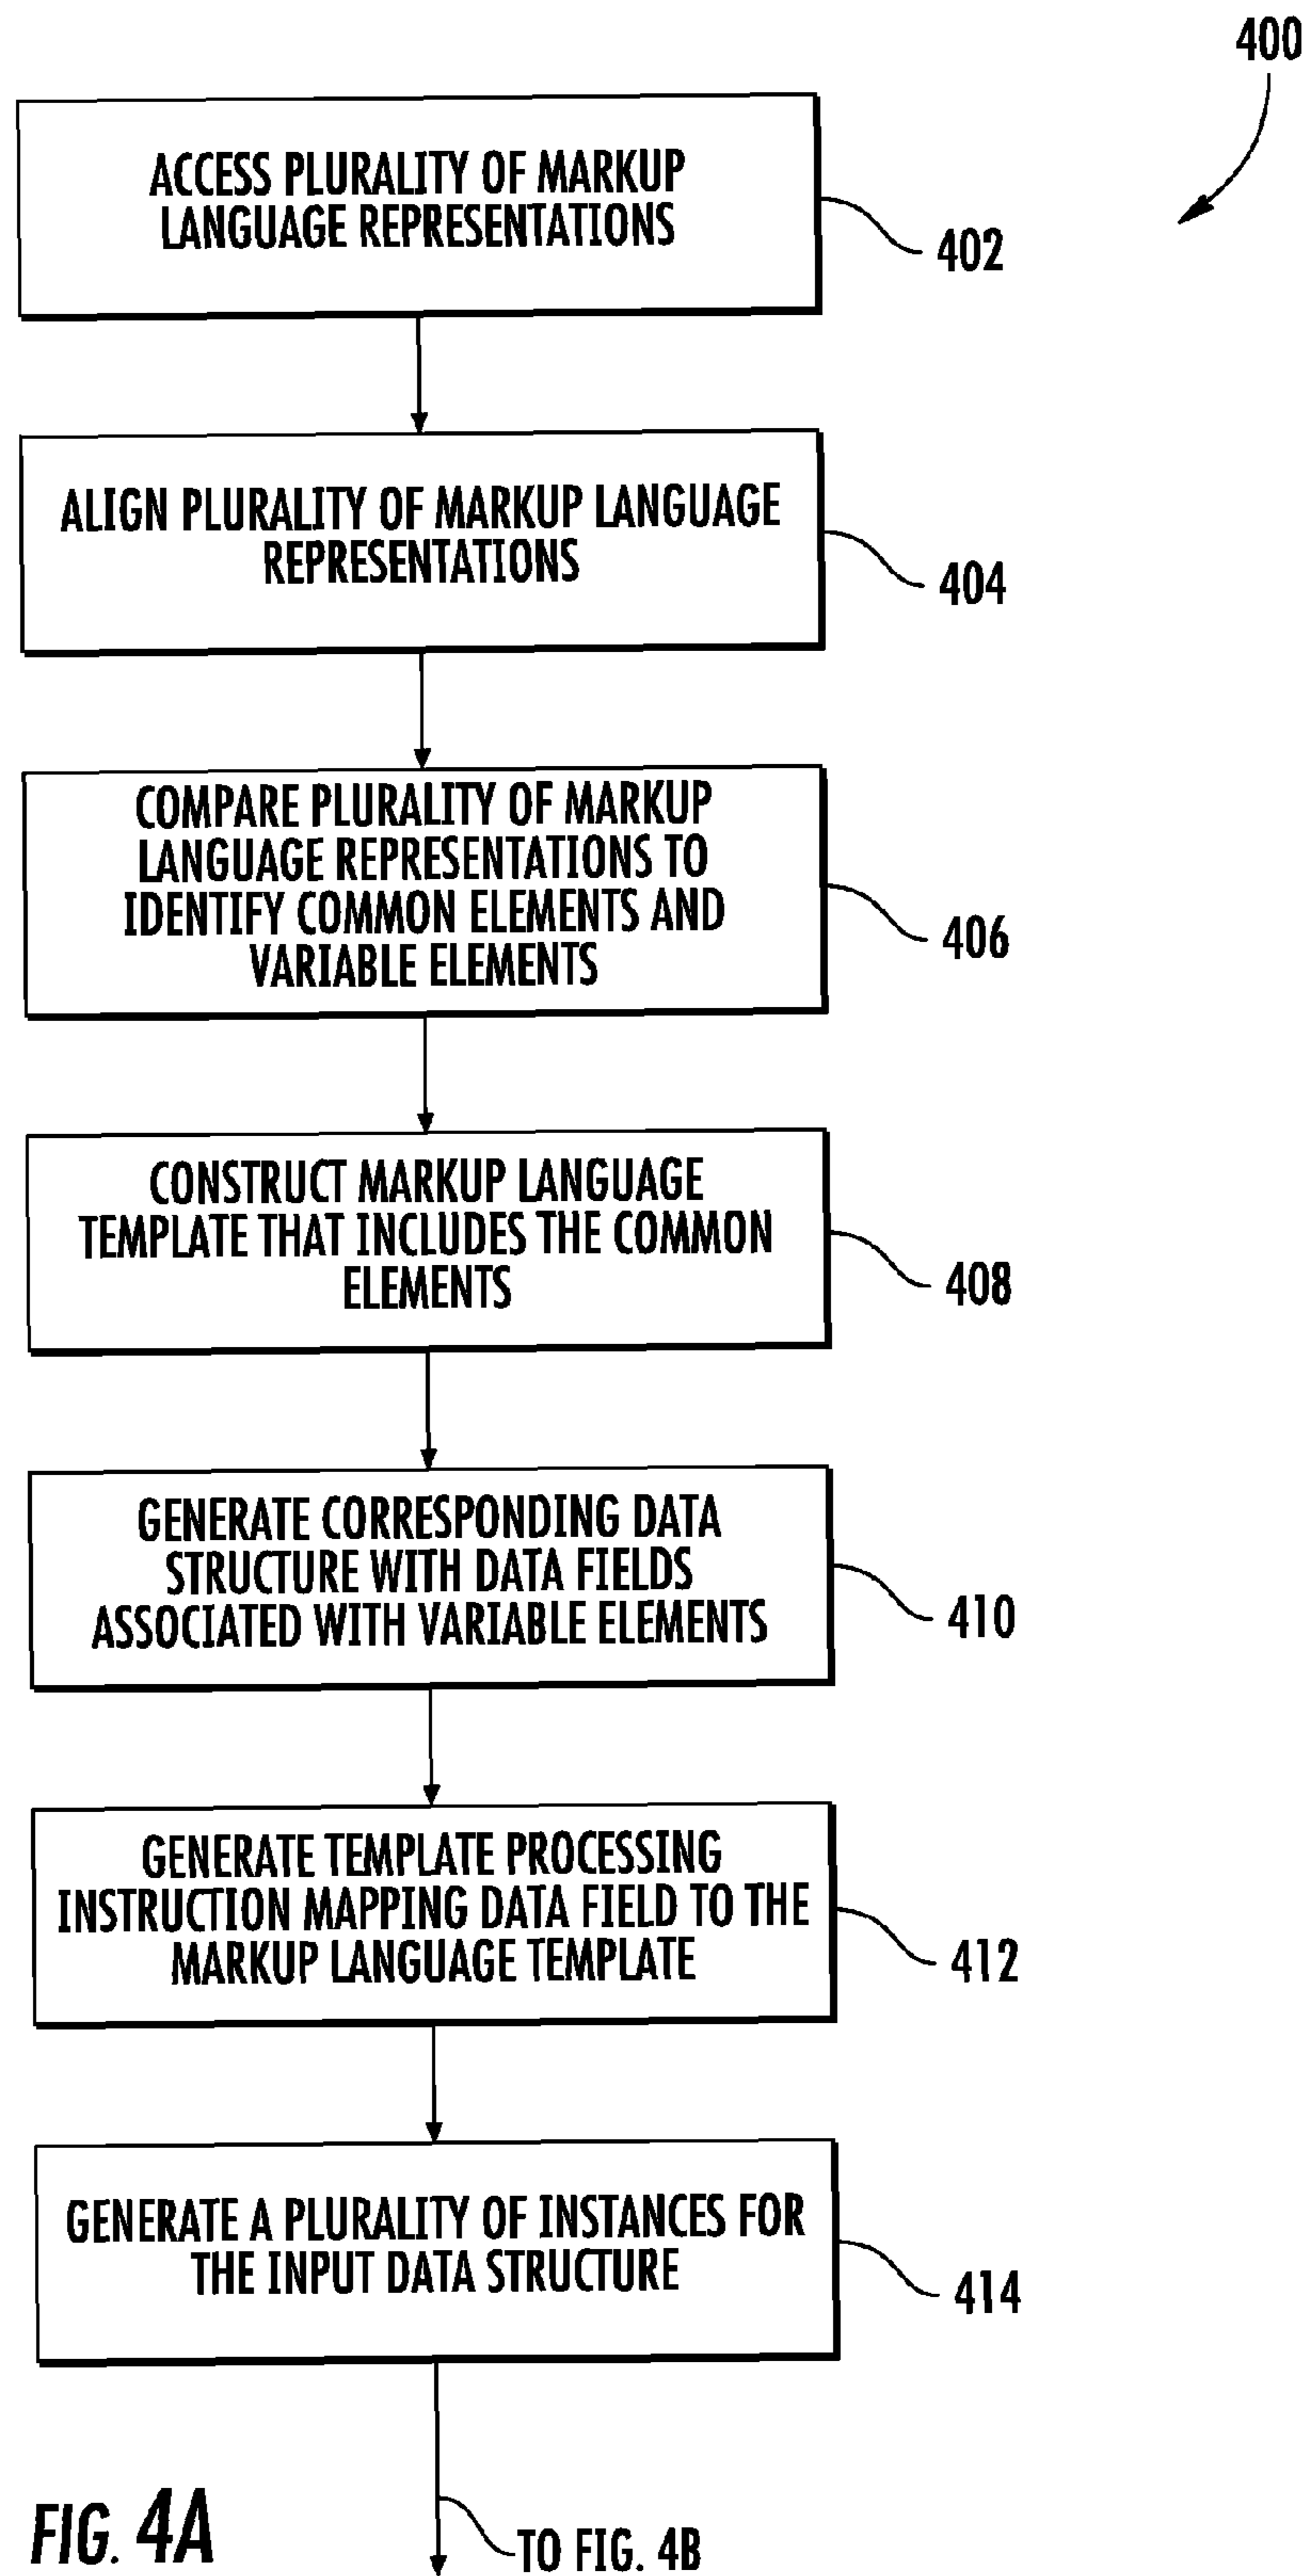 400
ACCESS PLURALITY OF MARKUP
LANGUAGE REPRESENTATIONS
402
ALIGN PLURALITY OF MARKUP LANGUAGE
REPRESENTATIONS
404
COMPARE PLURALITY OF MARKUP
LANGUAGE REPRESENTATIONS TO
IDENTIFY COMMON ELEMENTS AND
VARIABLE ELEMENTS
406
CONSTRUCT MARKUP LANGUAGE
TEMPLATE THAT INCLUDES THE COMMON
ELEMENTS
408
GENERATE CORRESPONDING DATA
STRUCTURE WITH DATA FIELDS
ASSOCIATED WITH VARIABLE ELEMENTS
410
GENERATE TEMPLATE PROCESSING
INSTRUCTION MAPPING DATA FIELD TO THE
MARKUP LANGUAGE TEMPLATE
412
GENERATE A PLURALITY OF INSTANCES FOR
THE INPUT DATA STRUCTURE
414
FIG. 4A
TO FIG. 4B